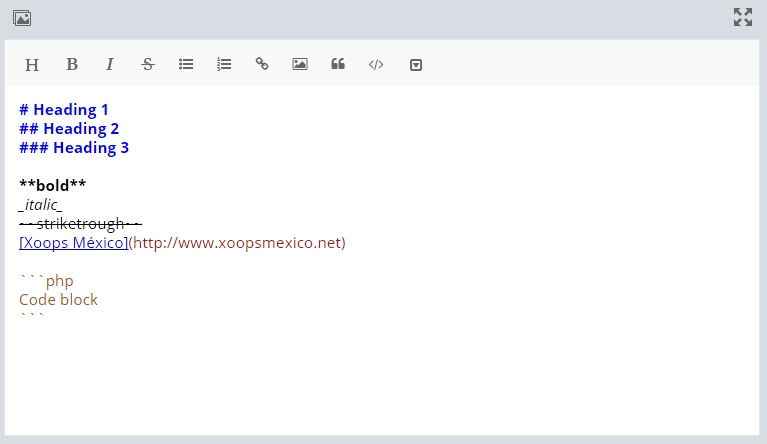 H B I S
# Heading 1
## Heading 2
### Heading 3
**bold**
_italic_
~~striketrough~~
[Xoops México](http://www.xoopsmexico.net)
```php
Code block
```